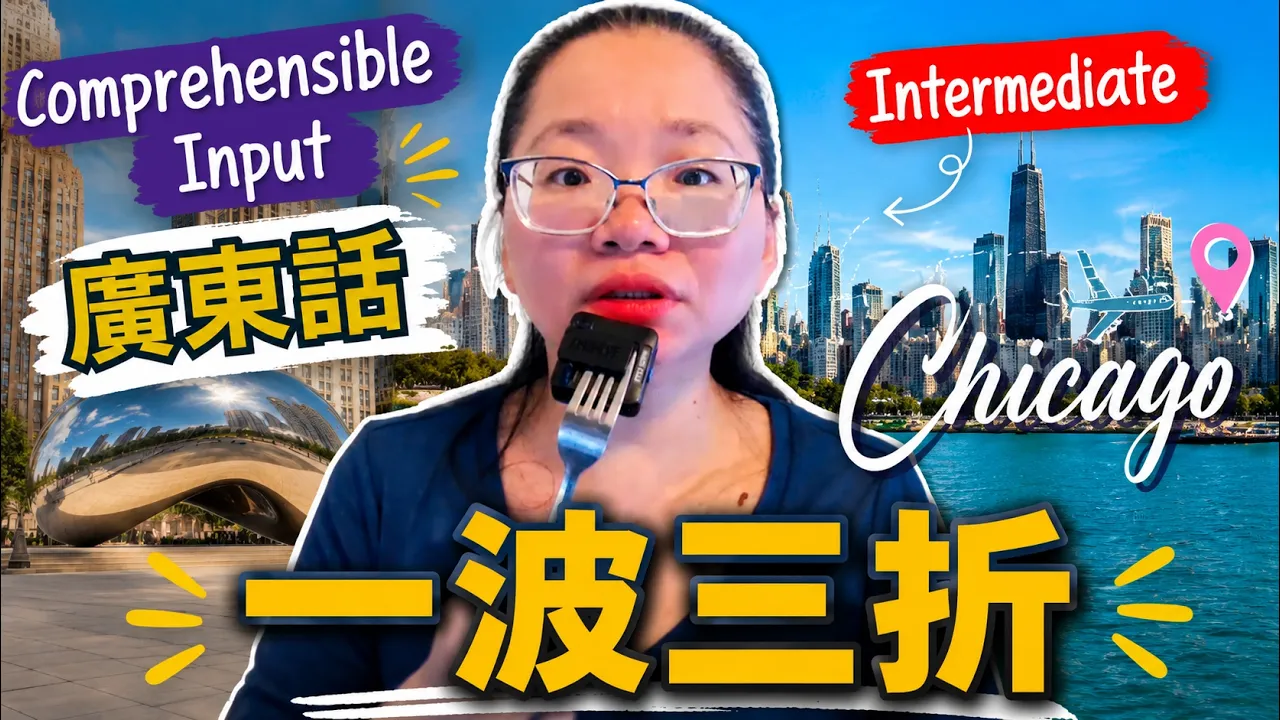 Comprehensible
Input
廣東話
Intermediate
Chicago
一波三折